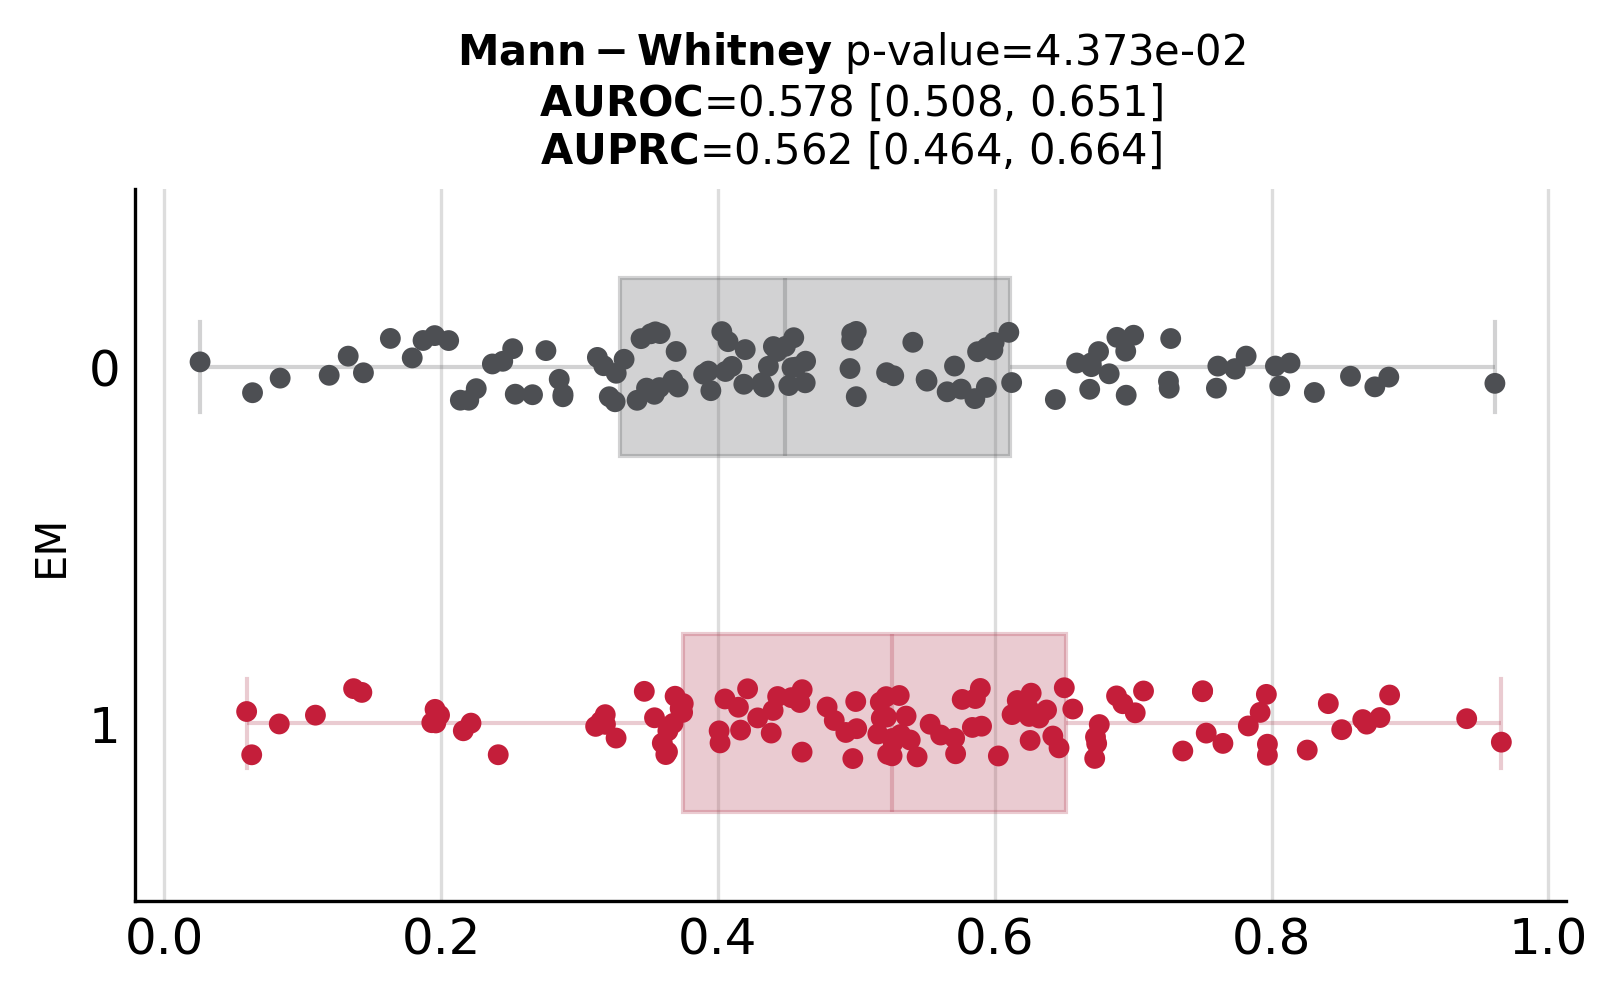 Mann − Whitney p-value=4.373e-02
AUROC=0.578 [0.508, 0.651]
AUPRC=0.562 [0.464, 0.664]
0
EM
1
0.0 0.2 0.4 0.6 0.8 1.0